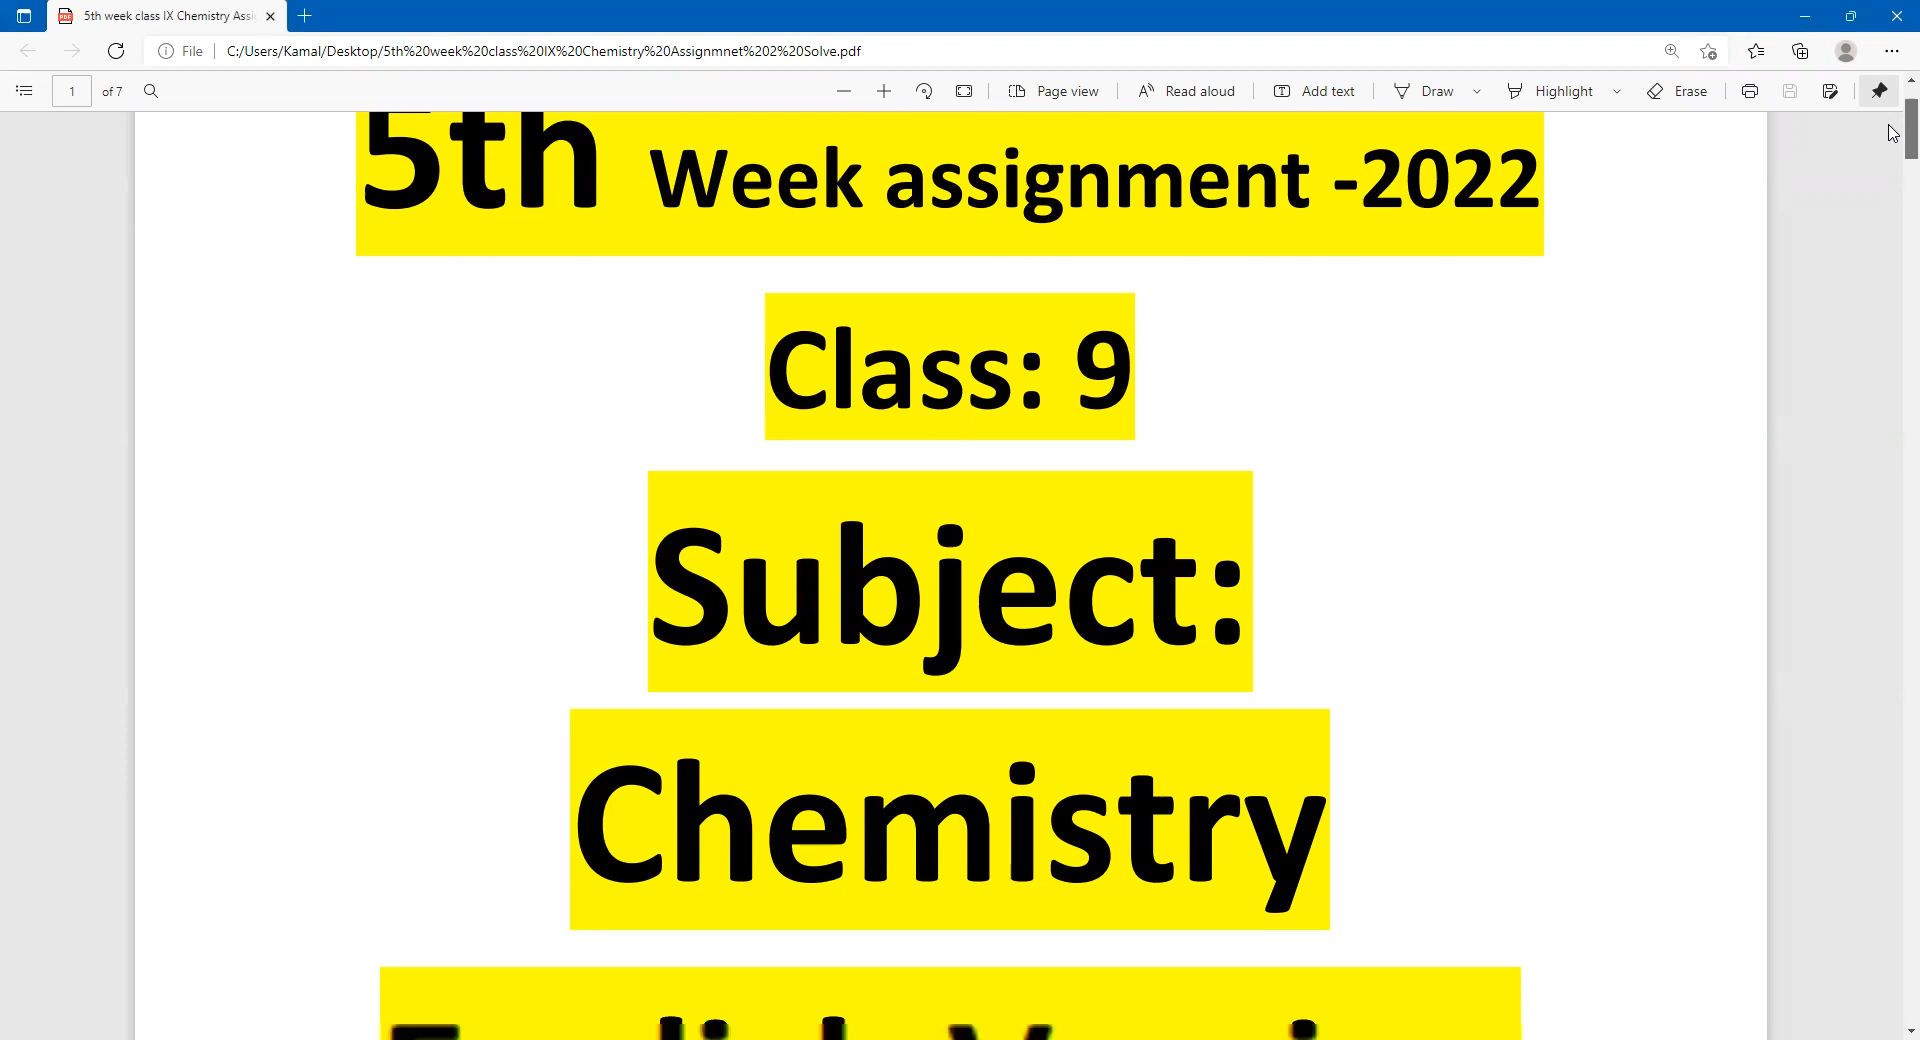 5th week class IX Chemistry Assi
File
C:/Users/Kamal/Desktop/5th%20week%20class%20IX%20Chemistry%20Assignmnet%202%20Solve.pdf
1 of 7
Page view
Read aloud
Add text
Draw
Highlight
Erase
5th Week assignment -2022
Class: 9
Subject:
Chemistry